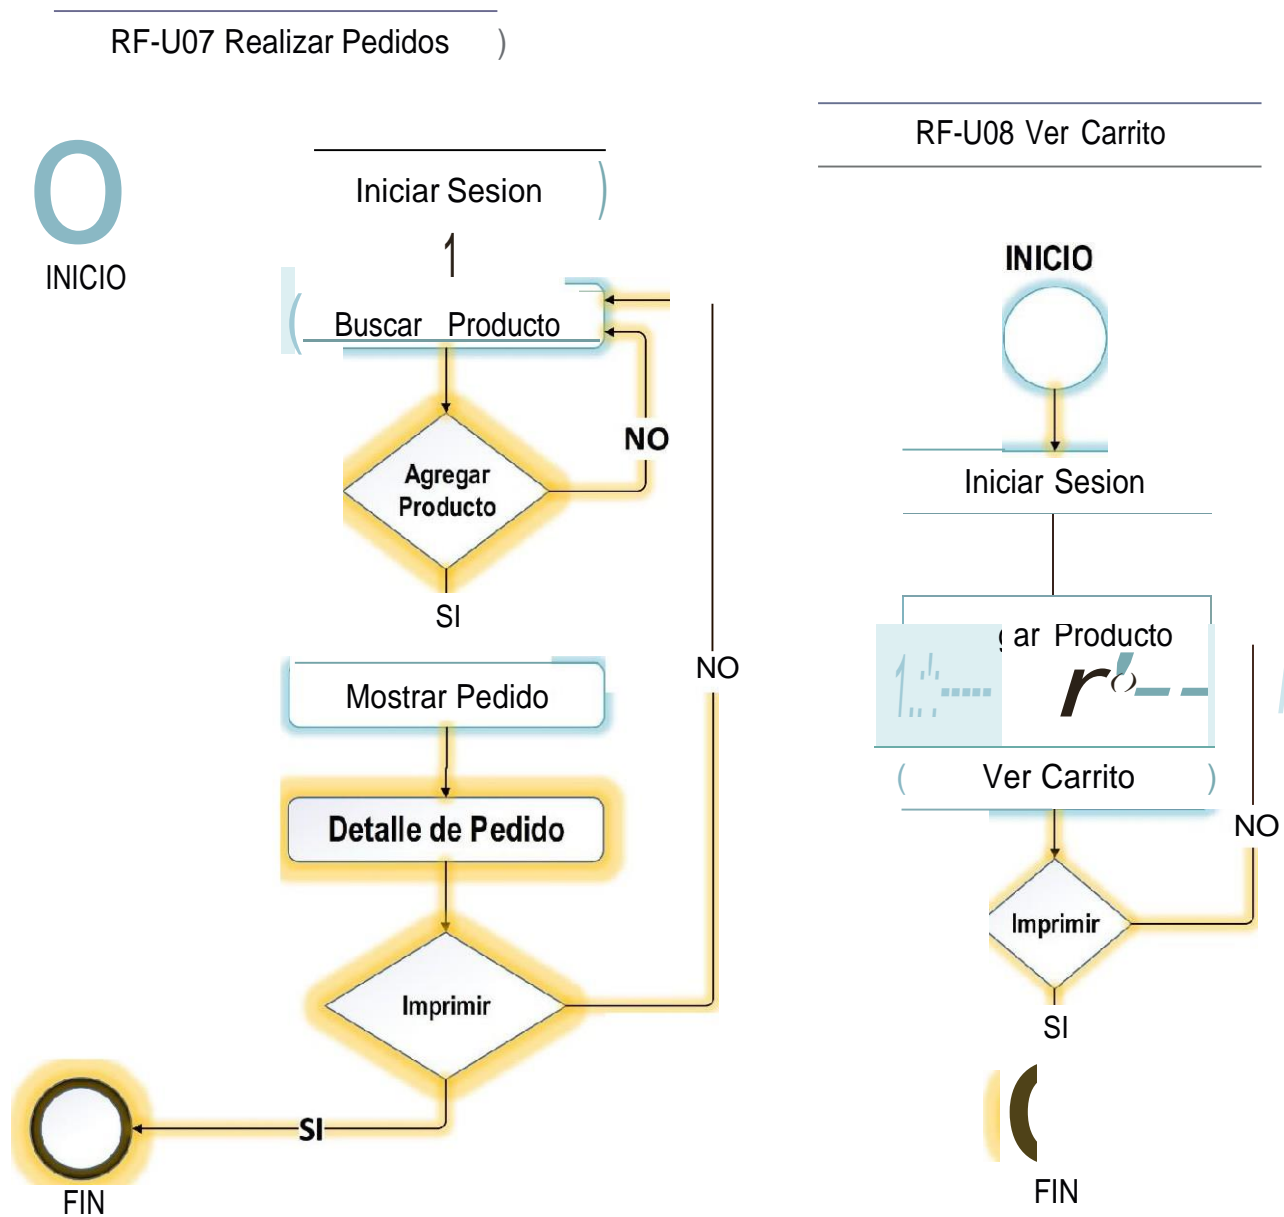 RF-U07 Realizar Pedidos
INICIO
Iniciar Sesion
Buscar Producto
NO
Agregar
Producto
SI
NO
Mostrar Pedido
Detalle de Pedido
Imprimir
SI
FIN
RF-U08 Ver Carrito
INICIO
Iniciar Sesion
gar Producto
Ver Carrito
NO
Imprimir
SI
FIN